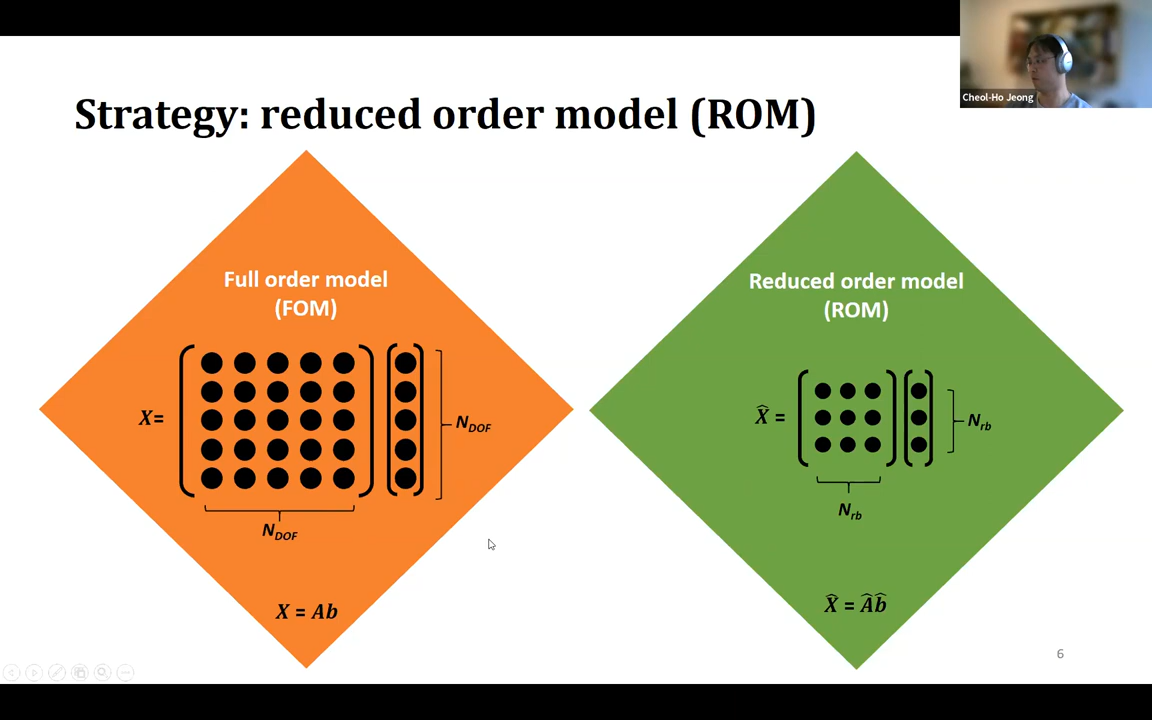 Cheol-Ho Jeong
Strategy: reduced order model (ROM)
Full order model
(FOM)
X=
N_DOF
N_DOF
X = Ab
Reduced order model
(ROM)
X̂ =
N_rb
N_rb
X̂ = Âb̂
6